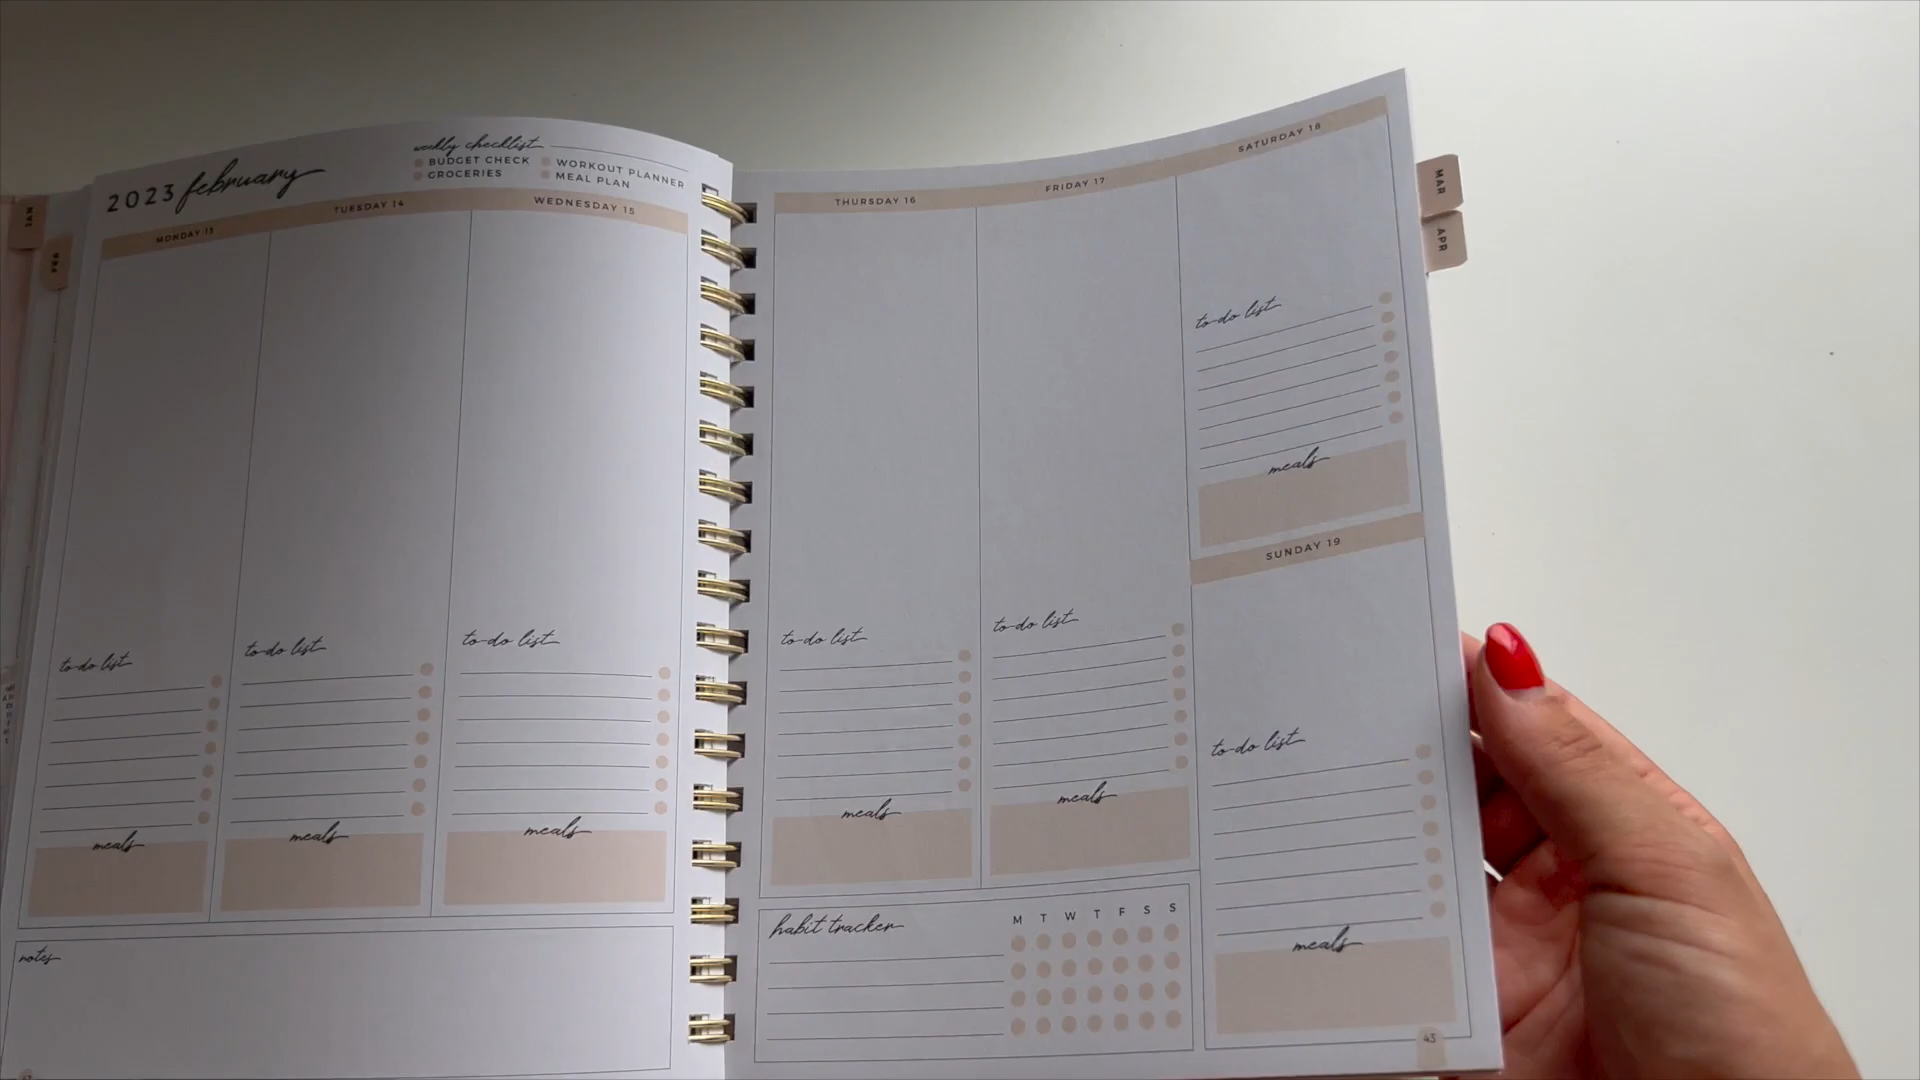 2023 february
weekly checklist
BUDGET CHECK
WORKOUT PLANNER
GROCERIES
MEAL PLAN
JAN
FEB
MONDAY 13
TUESDAY 14
WEDNESDAY 15
to-do list
to-do list
to-do list
meals
meals
meals
notes
THURSDAY 16
FRIDAY 17
SATURDAY 18
MAR
APR
to-do list
meals
SUNDAY 19
to-do list
to-do list
to-do list
meals
meals
meals
habit tracker
M T W T F S S
43